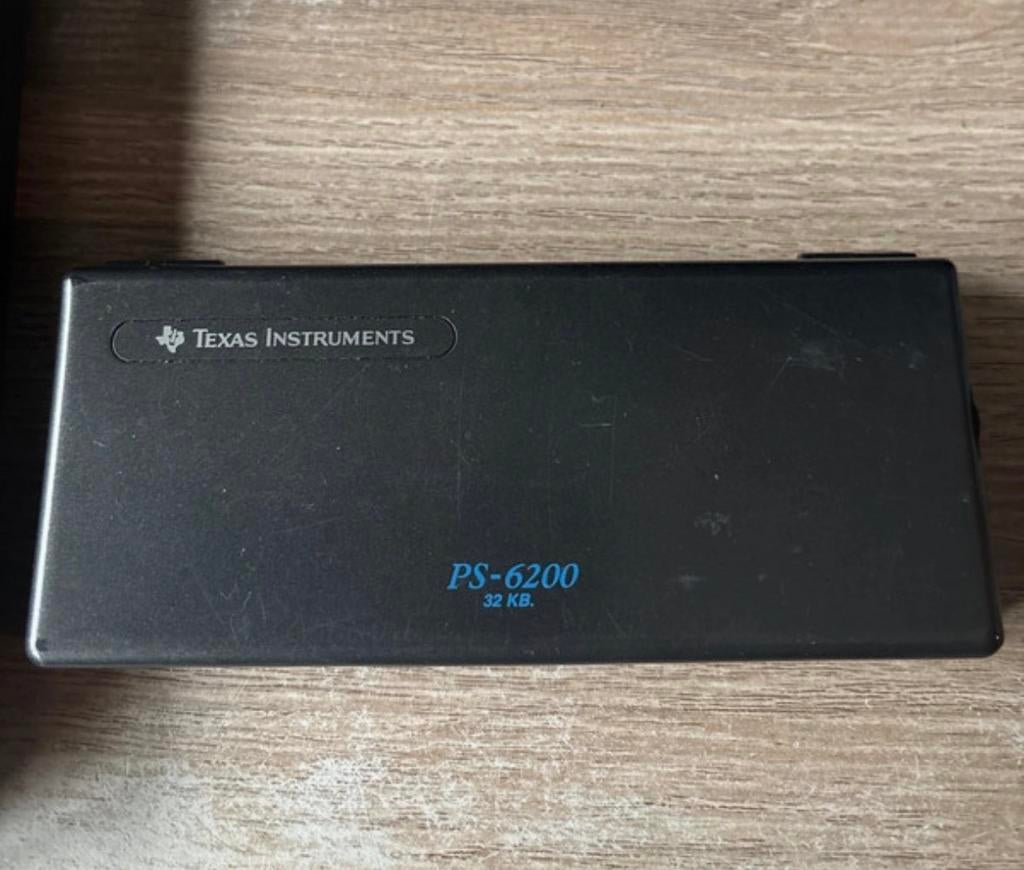 Texas Instruments
PS-6200
32 KB.